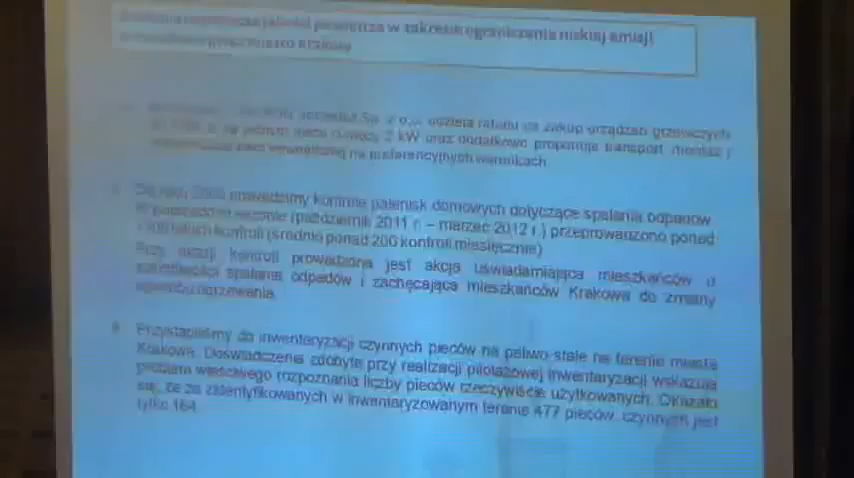 jakości powietrza w zakresie ograniczenia niskiej emisji
Sp. z o.o. udziela rabatu na zakup urządzeń grzewczych
2 kW oraz dodatkowo proponuje transport, montaż i
na preferencyjnych warunkach
Od roku prowadzimy kontrole palenisk domowych dotyczące spalania odpadów.
W sezonie (październik 2011 r. – marzec 2012 r.) przeprowadzono ponad
kontroli (średnio ponad 200 kontroli miesięcznie)
Przy okazji kontroli prowadzona jest akcja uświadamiająca mieszkańców o
spalania odpadów i zachęcająca mieszkańców Krakowa do zmiany
sposobu ogrzewania.
Przystąpiliśmy do inwentaryzacji czynnych pieców na paliwo stałe na terenie miasta
Krakowa. Doświadczenia zdobyte przy realizacji pilotażowej inwentaryzacji wskazują
problem właściwego rozpoznania liczby pieców rzeczywiście użytkowanych. Okazało
się, że ze zidentyfikowanych w inwentaryzowanym terenie 477 pieców, czynnych jest
tylko 164.